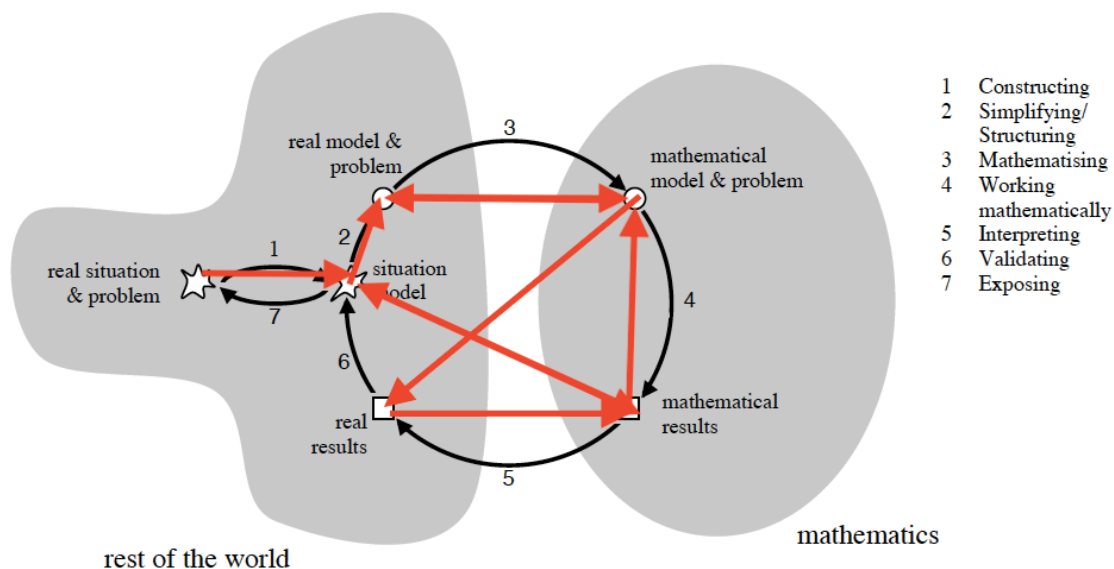 3
real model &
problem
mathematical
model & problem
2
1
real situation
& problem
situation
model
7
4
6
real
results
mathematical
results
5
rest of the world
mathematics
1 Constructing
2 Simplifying/
Structuring
3 Mathematising
4 Working
mathematically
5 Interpreting
6 Validating
7 Exposing